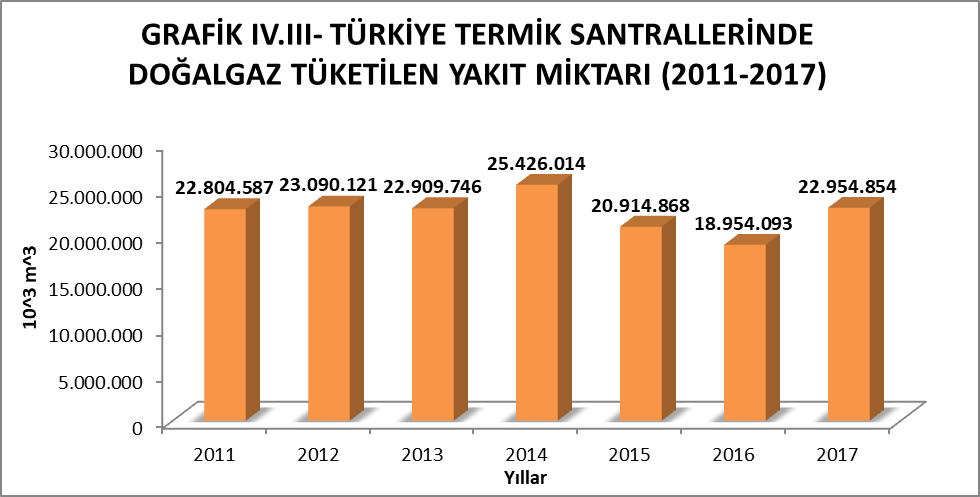 GRAFİK IV.III- TÜRKİYE TERMİK SANTRALLERİNDE
DOĞALGAZ TÜKETİLEN YAKIT MİKTARI (2011-2017)
10^3 m^3
30.000.000
25.000.000
20.000.000
15.000.000
10.000.000
5.000.000
0
22.804.587
23.090.121
22.909.746
25.426.014
20.914.868
18.954.093
22.954.854
2011 2012 2013 2014 2015 2016 2017
Yıllar